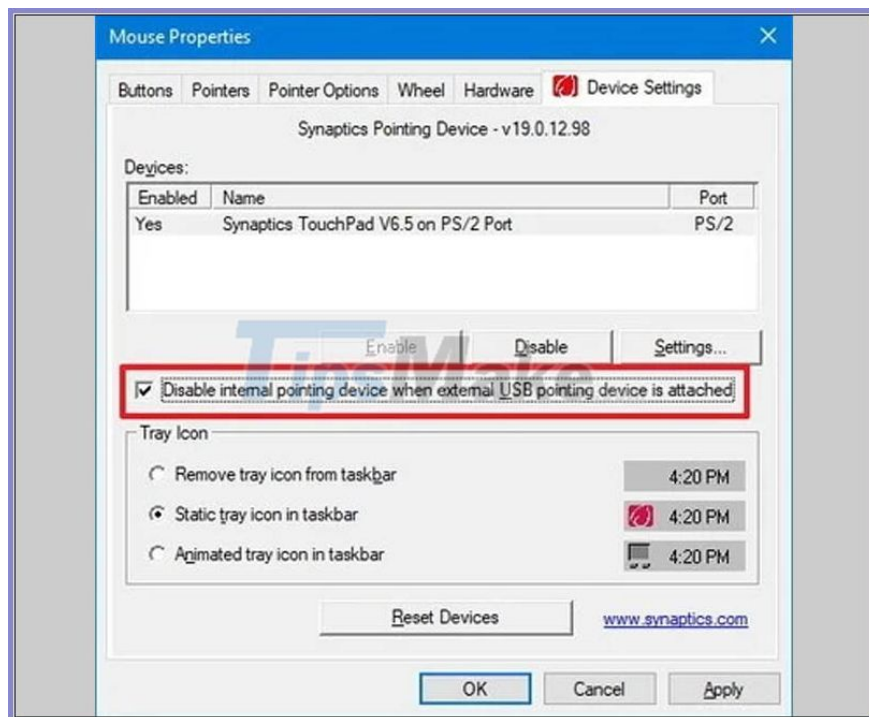 Mouse Properties
Buttons Pointers Pointer Options Wheel Hardware Device Settings
Synaptics Pointing Device - v19.0.12.98
Devices:
Enabled Name Port
Yes Synaptics TouchPad V6.5 on PS/2 Port PS/2
Enable Disable Settings...
TipsMake
Disable internal pointing device when external USB pointing device is attached
Tray Icon
Remove tray icon from taskbar 4:20 PM
Static tray icon in taskbar 4:20 PM
Animated tray icon in taskbar 4:20 PM
Reset Devices www.synaptics.com
OK Cancel Apply